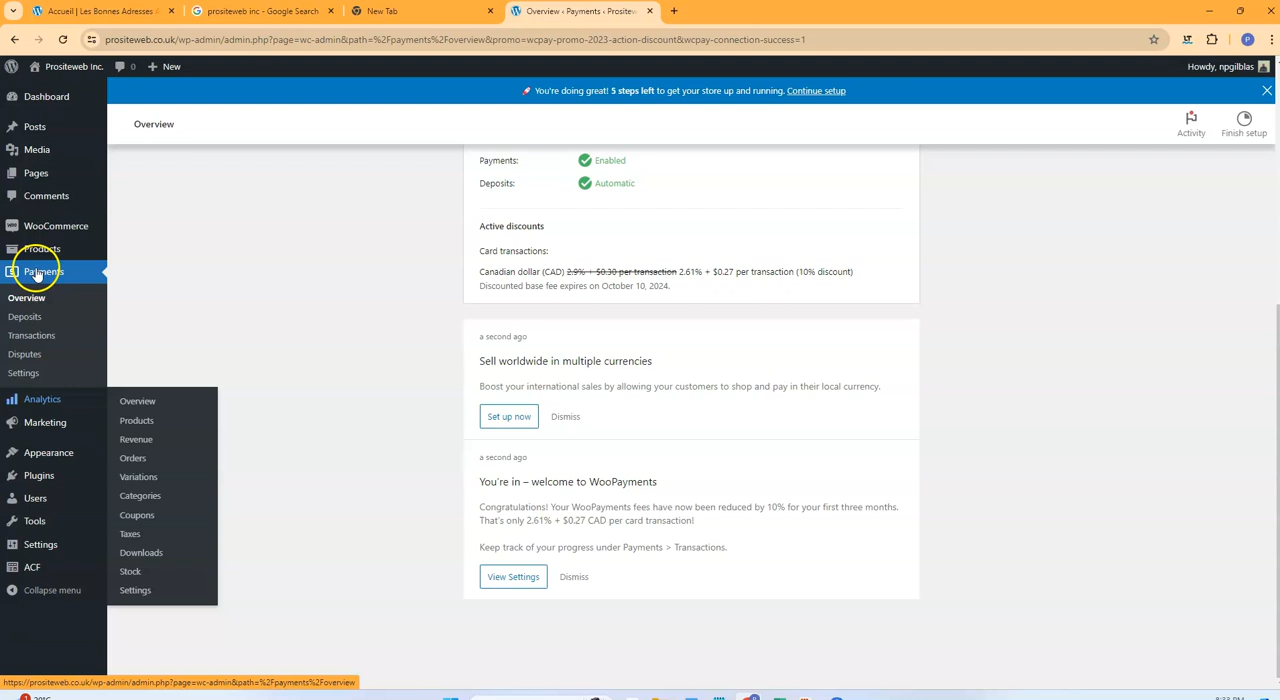 Accueil | Les Bonnes Adresses
prositeweb inc - Google Search
New Tab
Overview ‹ Payments ‹ Prositew
prositeweb.co.uk/wp-admin/admin.php?page=wc-admin&path=%2Fpayments%2Foverview&promo=wcpay-promo-2023-action-discount&wcpay-connection-success=1
P
Prositeweb Inc.
0
New
Howdy, npgilblas
Dashboard
You're doing great! 5 steps left to get your store up and running. Continue setup
Overview
Activity
Finish setup
Posts
Media
Pages
Comments
WooCommerce
Products
Payments
Overview
Deposits
Transactions
Disputes
Settings
Analytics
Marketing
Appearance
Plugins
Users
Tools
Settings
ACF
Collapse menu
Overview
Products
Revenue
Orders
Variations
Categories
Coupons
Taxes
Downloads
Stock
Settings
Payments: Enabled
Deposits: Automatic
Active discounts
Card transactions:
Canadian dollar (CAD) 2.9% + $0.30 per transaction 2.61% + $0.27 per transaction (10% discount)
Discounted base fee expires on October 10, 2024.
a second ago
Sell worldwide in multiple currencies
Boost your international sales by allowing your customers to shop and pay in their local currency.
Set up now Dismiss
a second ago
You're in – welcome to WooPayments
Congratulations! Your WooPayments fees have now been reduced by 10% for your first three months.
That's only 2.61% + $0.27 CAD per card transaction!
Keep track of your progress under Payments > Transactions.
View Settings Dismiss
https://prositeweb.co.uk/wp-admin/admin.php?page=wc-admin&path=%2Fpayments%2Foverview
20°C
8:33 PM